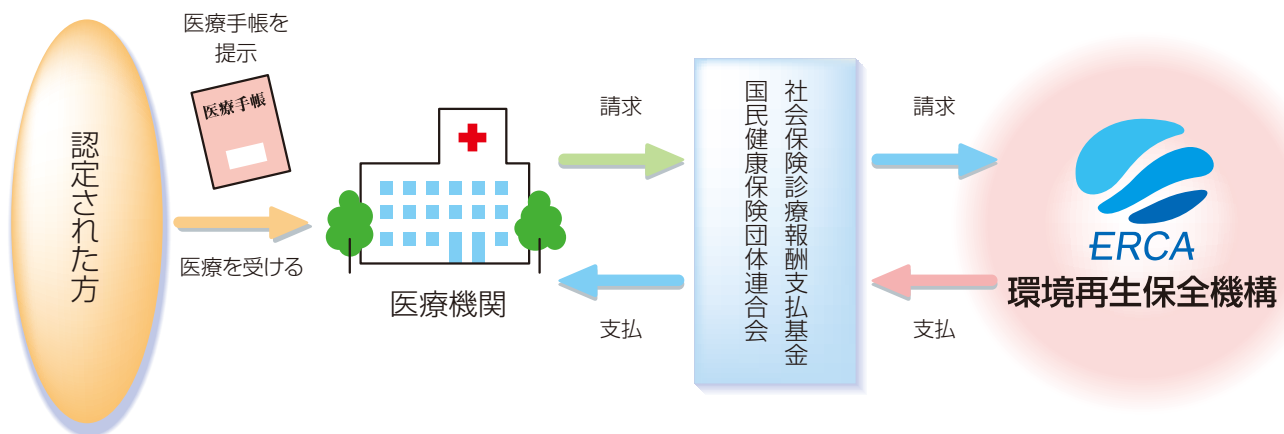 認定された方
医療手帳を
提示
医療手帳
医療を受ける
医療機関
請求
支払
社会保険診療報酬支払基金
国民健康保険団体連合会
請求
支払
ERCA
環境再生保全機構